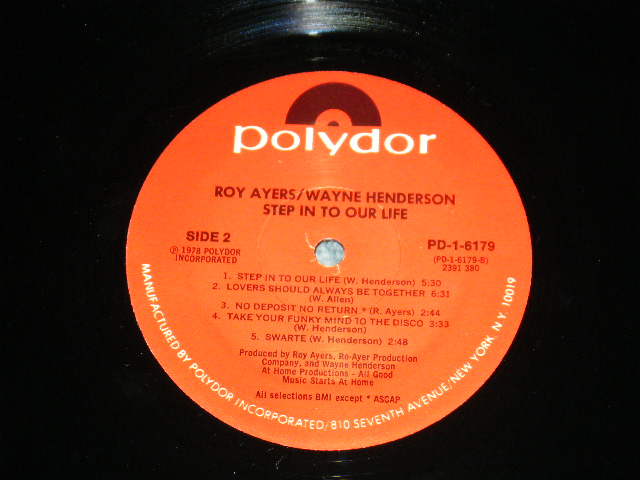 polydor
ROY AYERS/WAYNE HENDERSON
STEP IN TO OUR LIFE
SIDE 2
℗ 1978 POLYDOR
INCORPORATED
PD-1-6179
(PD-1-6179-B)
2391 380
1. STEP IN TO OUR LIFE (W. Henderson) 5:30
2. LOVERS SHOULD ALWAYS BE TOGETHER 6:31
(W. Allen)
3. NO DEPOSIT NO RETURN * (R. Ayers) 2:44
4. TAKE YOUR FUNKY MIND TO THE DISCO 3:33
(W. Henderson)
5. SWARTE (W. Henderson) 2:48
Produced by Roy Ayers, Ro-Ayer Production
Company, and Wayne Henderson
At Home Productions - All Good
Music Starts At Home
All selections BMI except * ASCAP
MANUFACTURED BY POLYDOR INCORPORATED/810 SEVENTH AVENUE/NEW YORK, N.Y. 10019